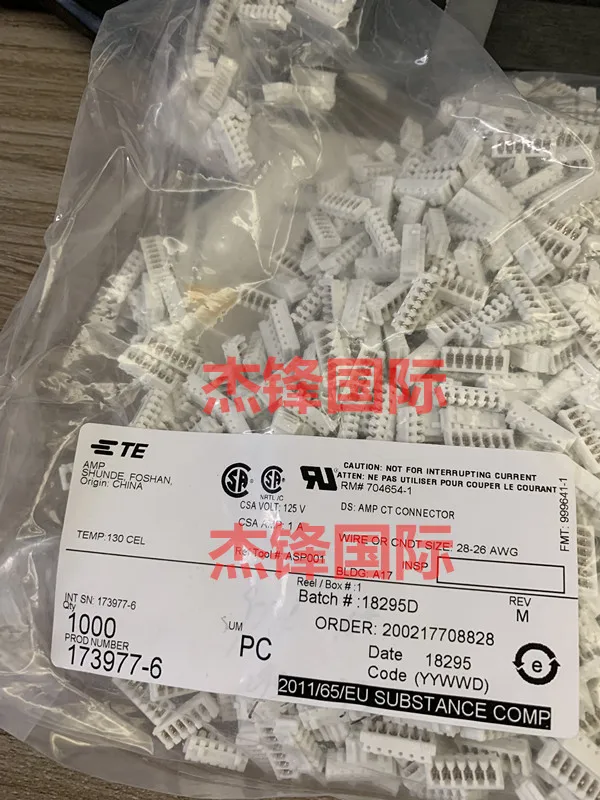 杰锋国际
TE
AMP
SHUNDE, FOSHAN,
Origin: CHINA
SA
SA
NRTL /C
CSA VOLT: 125 V
CSA AMP: 1 A
CAUTION: NOT FOR INTERRUPTING CURRENT
ATTEN: NE PAS UTILISER POUR COUPER LE COURANT
RM# 704654-1
DS: AMP CT CONNECTOR
FMT: 999641-1
杰锋国际
TEMP:130 CEL
WIRE OR CNDT SIZE: 28-26 AWG
Ref Tool # ASP001
BLDG: A17
INSP
Reel / Box # :1
Batch # :18295D
REV
M
INT SN: 173977-6
Qty
1000
SUM
PC
ORDER: 200217708828
PROD NUMBER
173977-6
Date 18295
Code (YYWWD)
e
2011/65/EU SUBSTANCE COMP